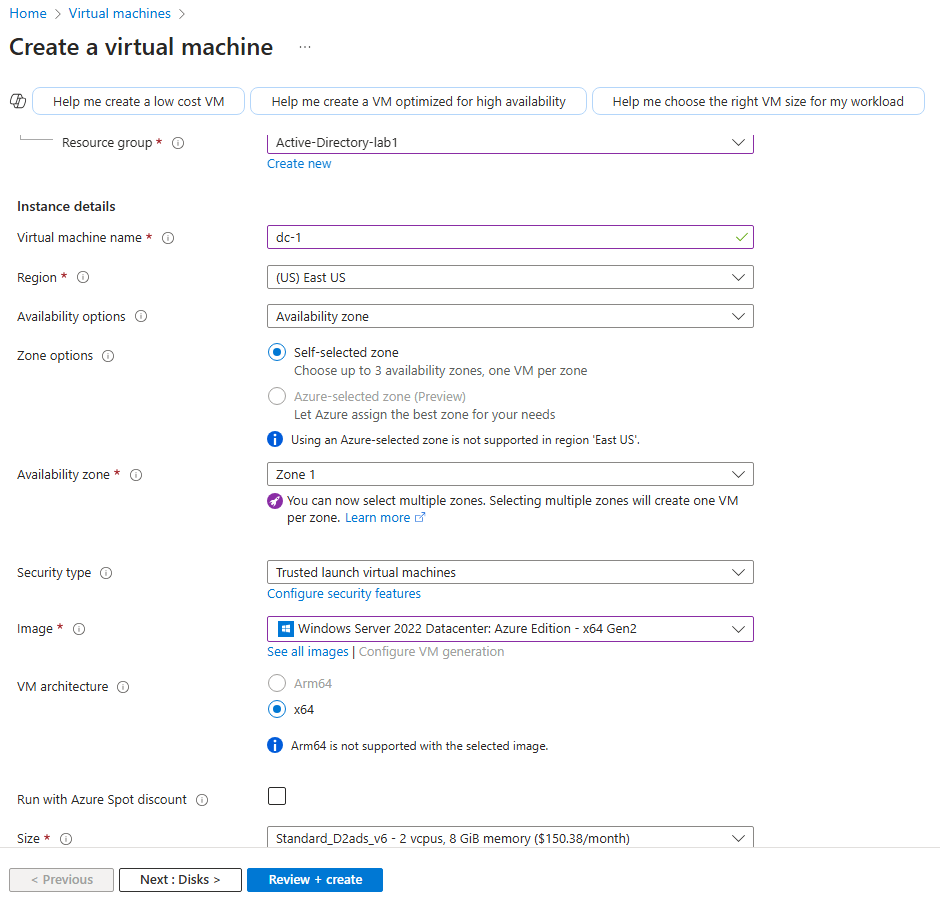 Home > Virtual machines >
Create a virtual machine ...
Help me create a low cost VM Help me create a VM optimized for high availability Help me choose the right VM size for my workload
Resource group * Active-Directory-lab1
Create new
Instance details
Virtual machine name * dc-1
Region * (US) East US
Availability options Availability zone
Zone options Self-selected zone
Choose up to 3 availability zones, one VM per zone
Azure-selected zone (Preview)
Let Azure assign the best zone for your needs
Using an Azure-selected zone is not supported in region 'East US'.
Availability zone * Zone 1
You can now select multiple zones. Selecting multiple zones will create one VM
per zone. Learn more
Security type Trusted launch virtual machines
Configure security features
Image * Windows Server 2022 Datacenter: Azure Edition - x64 Gen2
See all images | Configure VM generation
VM architecture Arm64
x64
Arm64 is not supported with the selected image.
Run with Azure Spot discount
Size * Standard_D2ads_v6 - 2 vcpus, 8 GiB memory ($150.38/month)
< Previous Next : Disks > Review + create